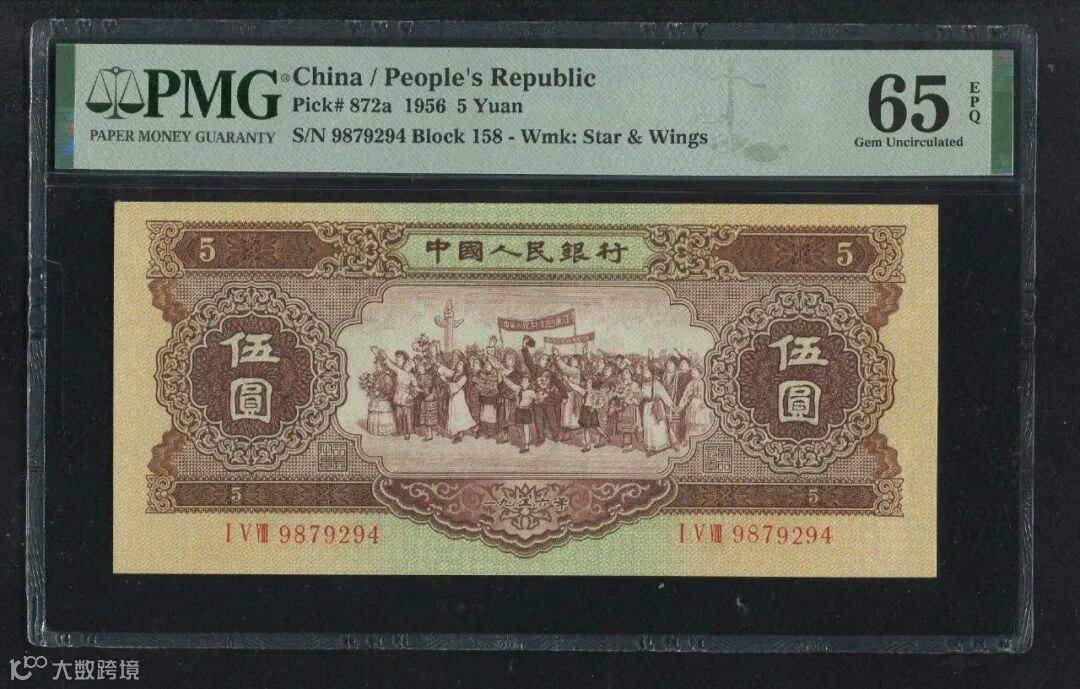 PMG® China / People's Republic
PAPER MONEY GUARANTY
Pick# 872a 1956 5 Yuan
S/N 9879294 Block 158 - Wmk: Star & Wings
65 EPQ
Gem Uncirculated
5 中國人民銀行 5
伍圓 伍圓
5 一九五六年 5
I V VIII 9879294 I V VIII 9879294
大数跨境